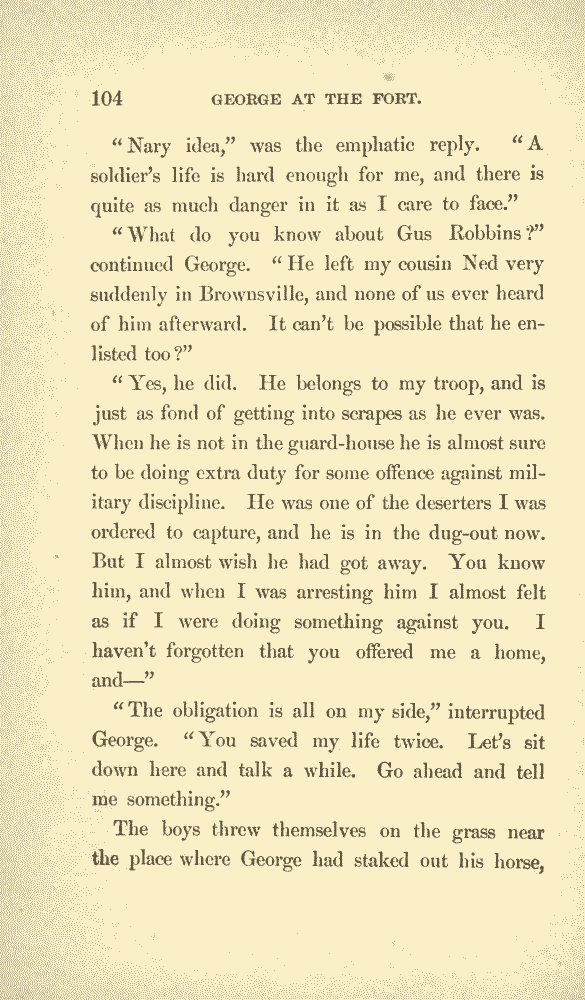 104 GEORGE AT THE FORT.
“Nary idea,” was the emphatic reply. “A
soldier’s life is hard enough for me, and there is
quite as much danger in it as I care to face.”
“What do you know about Gus Robbins?”
continued George. “He left my cousin Ned very
suddenly in Brownsville, and none of us ever heard
of him afterward. It can’t be possible that he en-
listed too?”
“Yes, he did. He belongs to my troop, and is
just as fond of getting into scrapes as he ever was.
When he is not in the guard-house he is almost sure
to be doing extra duty for some offence against mil-
itary discipline. He was one of the deserters I was
ordered to capture, and he is in the dug-out now.
But I almost wish he had got away. You know
him, and when I was arresting him I almost felt
as if I were doing something against you. I
haven’t forgotten that you offered me a home,
and—”
“The obligation is all on my side,” interrupted
George. “You saved my life twice. Let’s sit
down here and talk a while. Go ahead and tell
me something.”
The boys threw themselves on the grass near
the place where George had staked out his horse,